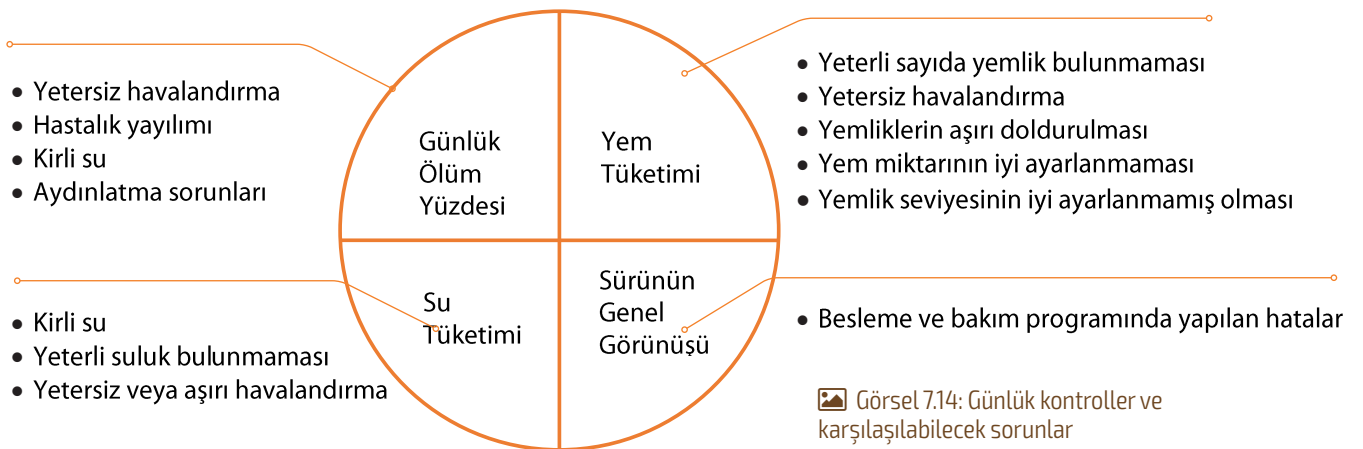 Günlük
Ölüm
Yüzdesi
• Yetersiz havalandırma
• Hastalık yayılımı
• Kirli su
• Aydınlatma sorunları
Yem
Tüketimi
• Yeterli sayıda yemlik bulunmaması
• Yetersiz havalandırma
• Yemliklerin aşırı doldurulması
• Yem miktarının iyi ayarlanmaması
• Yemlik seviyesinin iyi ayarlanmamış olması
Su
Tüketimi
• Kirli su
• Yeterli suluk bulunmaması
• Yetersiz veya aşırı havalandırma
Sürünün
Genel
Görünüşü
• Besleme ve bakım programında yapılan hatalar
Görsel 7.14: Günlük kontroller ve
karşılaşılabilecek sorunlar